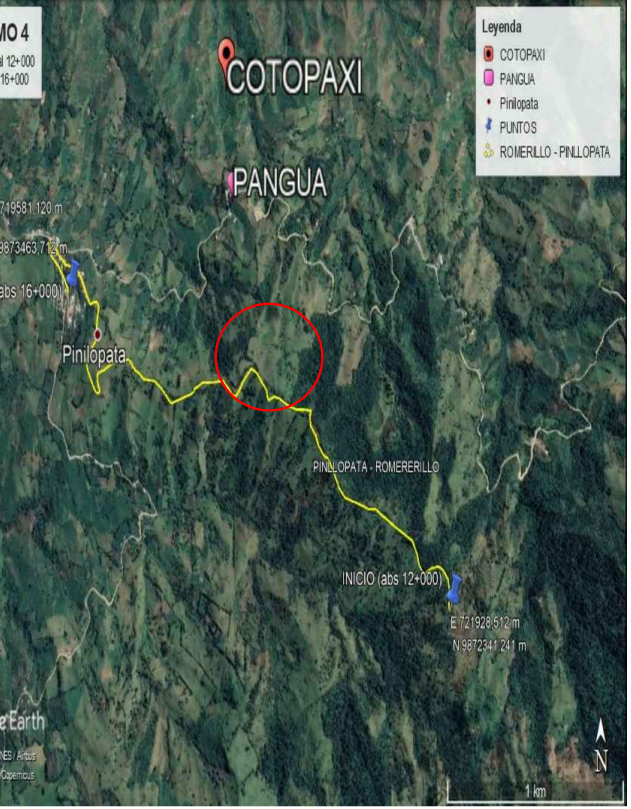 MO 4
al 12+000
16+000
Leyenda
COTOPAXI
PANGUA
Pinilopata
PUNTOS
ROMERILLO - PINLLOPATA
COTOPAXI
PANGUA
719581.120 m
9873463.712 m
abs 16+000)
Pinilopata
PINLLOPATA - ROMERERILLO
INICIO (abs 12+000)
E 721928.512 m
N 9872341.241 m
e Earth
NES / Airbus
Copernicus
N
1 km